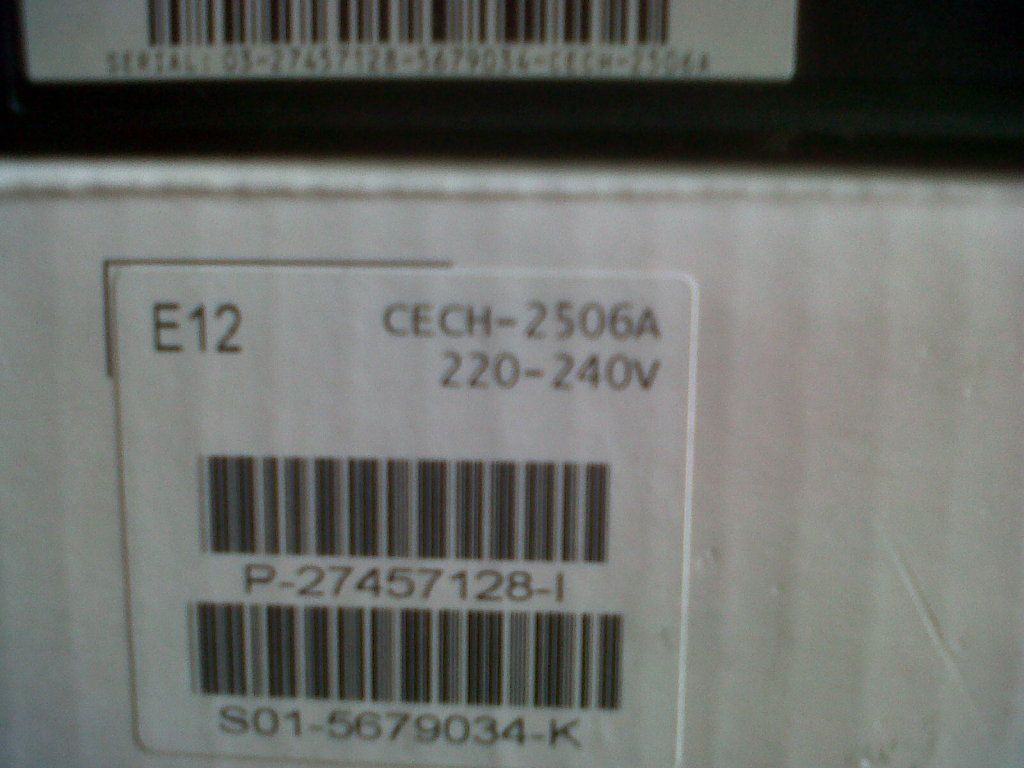 SERIAL: 03-27457128-5679034-CECH-2506A
E12
CECH-2506A
220-240V
P-27457128-I
S01-5679034-K